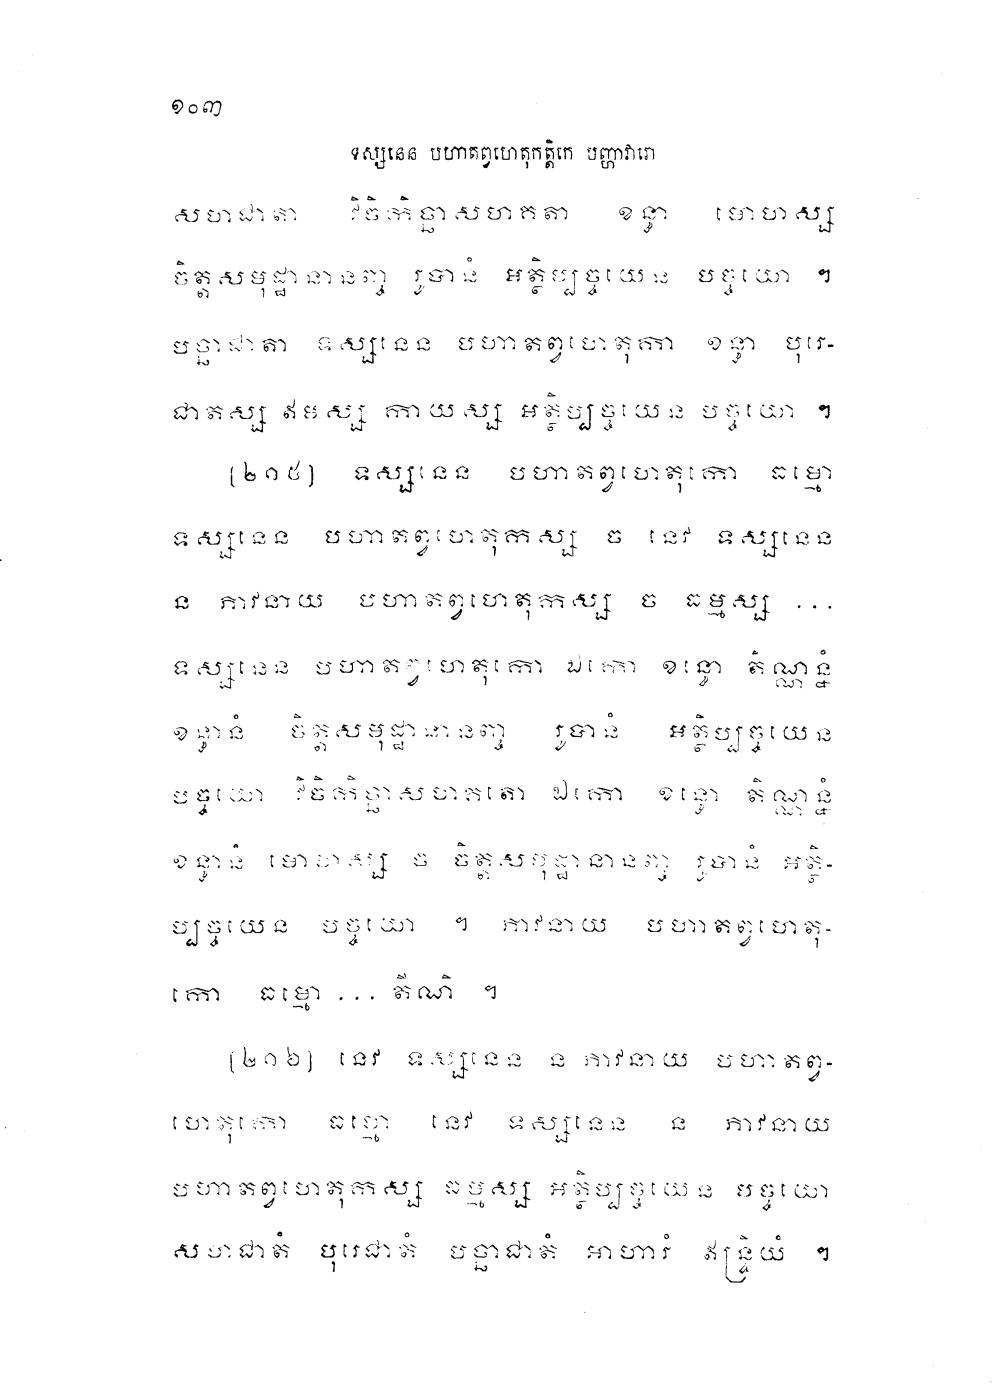 ១០៣
ទស្សនេន បហាតព្វហេតុកត្តិកេ បញ្ហាវារោ
សហជាតា វិចិកិច្ឆាសហគតា ខន្ធា មោហស្ស
ចិត្តសមុដ្ឋានានញ្ច រូបានំ អត្ថិប្បច្ចយេន បច្ចយោ ។
បច្ឆាជាតា ទស្សនេន បហាតព្វហេតុកា ខន្ធា បុរេ-
ជាតស្ស ឥមស្ស កាយស្ស អត្ថិប្បច្ចយេន បច្ចយោ ។
(២១៥) ទស្សនេន បហាតព្វហេតុកោ ធម្មោ
ទស្សនេន បហាតព្វហេតុកស្ស ច នេវ ទស្សនេន
ន ភាវនាយ បហាតព្វហេតុកស្ស ច ធម្មស្ស ...
ទស្សនេន បហាតព្វហេតុកោ ឯកោ ខន្ធោ តិណ្ណន្នំ
ខន្ធានំ ចិត្តសមុដ្ឋានានញ្ច រូបានំ អត្ថិប្បច្ចយេន
បច្ចយោ វិចិកិច្ឆាសហគតោ ឯកោ ខន្ធោ តិណ្ណន្នំ
ខន្ធានំ មោហស្ស ច ចិត្តសមុដ្ឋានានញ្ច រូបានំ អត្ថិ-
ប្បច្ចយេន បច្ចយោ ។ ភាវនាយ បហាតព្វហេតុ-
កោ ធម្មោ ... តីណិ ។
(២១៦) នេវ ទស្សនេន ន ភាវនាយ បហាតព្វ-
ហេតុកោ ធម្មោ នេវ ទស្សនេន ន ភាវនាយ
បហាតព្វហេតុកស្ស ធម្មស្ស អត្ថិប្បច្ចយេន បច្ចយោ
សហជាតំ បុរេជាតំ បច្ឆាជាតំ អាហារំ ឥន្ទ្រិយំ ។